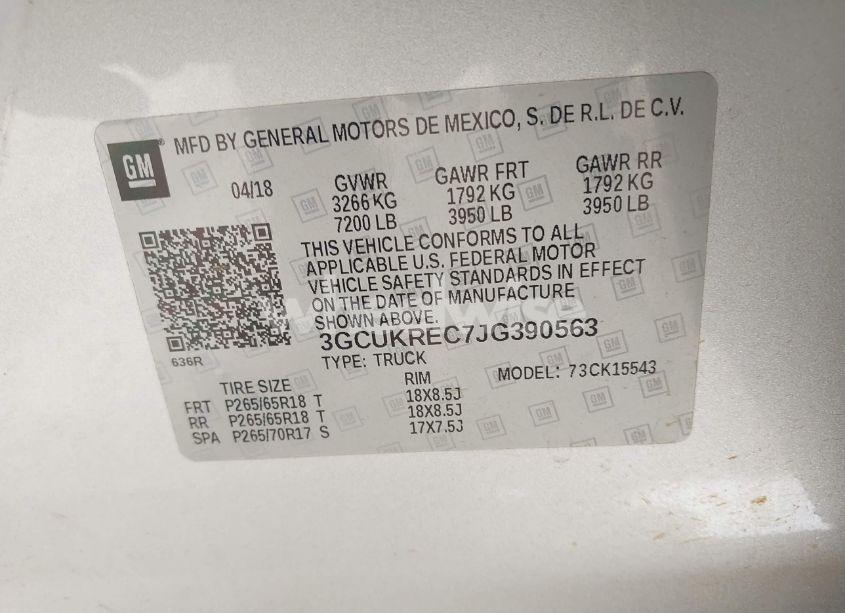 GM
MFD BY GENERAL MOTORS DE MEXICO, S. DE R.L. DE C.V.
04/18 GVWR GAWR FRT GAWR RR
3266 KG 1792 KG 1792 KG
7200 LB 3950 LB 3950 LB
THIS VEHICLE CONFORMS TO ALL
APPLICABLE U.S. FEDERAL MOTOR
VEHICLE SAFETY STANDARDS IN EFFECT
ON THE DATE OF MANUFACTURE
SHOWN ABOVE.
3GCUKREC7JG390563
636R
TYPE: TRUCK MODEL: 73CK15543
TIRE SIZE RIM
FRT P265/65R18 T 18X8.5J
RR P265/65R18 T 18X8.5J
SPA P265/70R17 S 17X7.5J